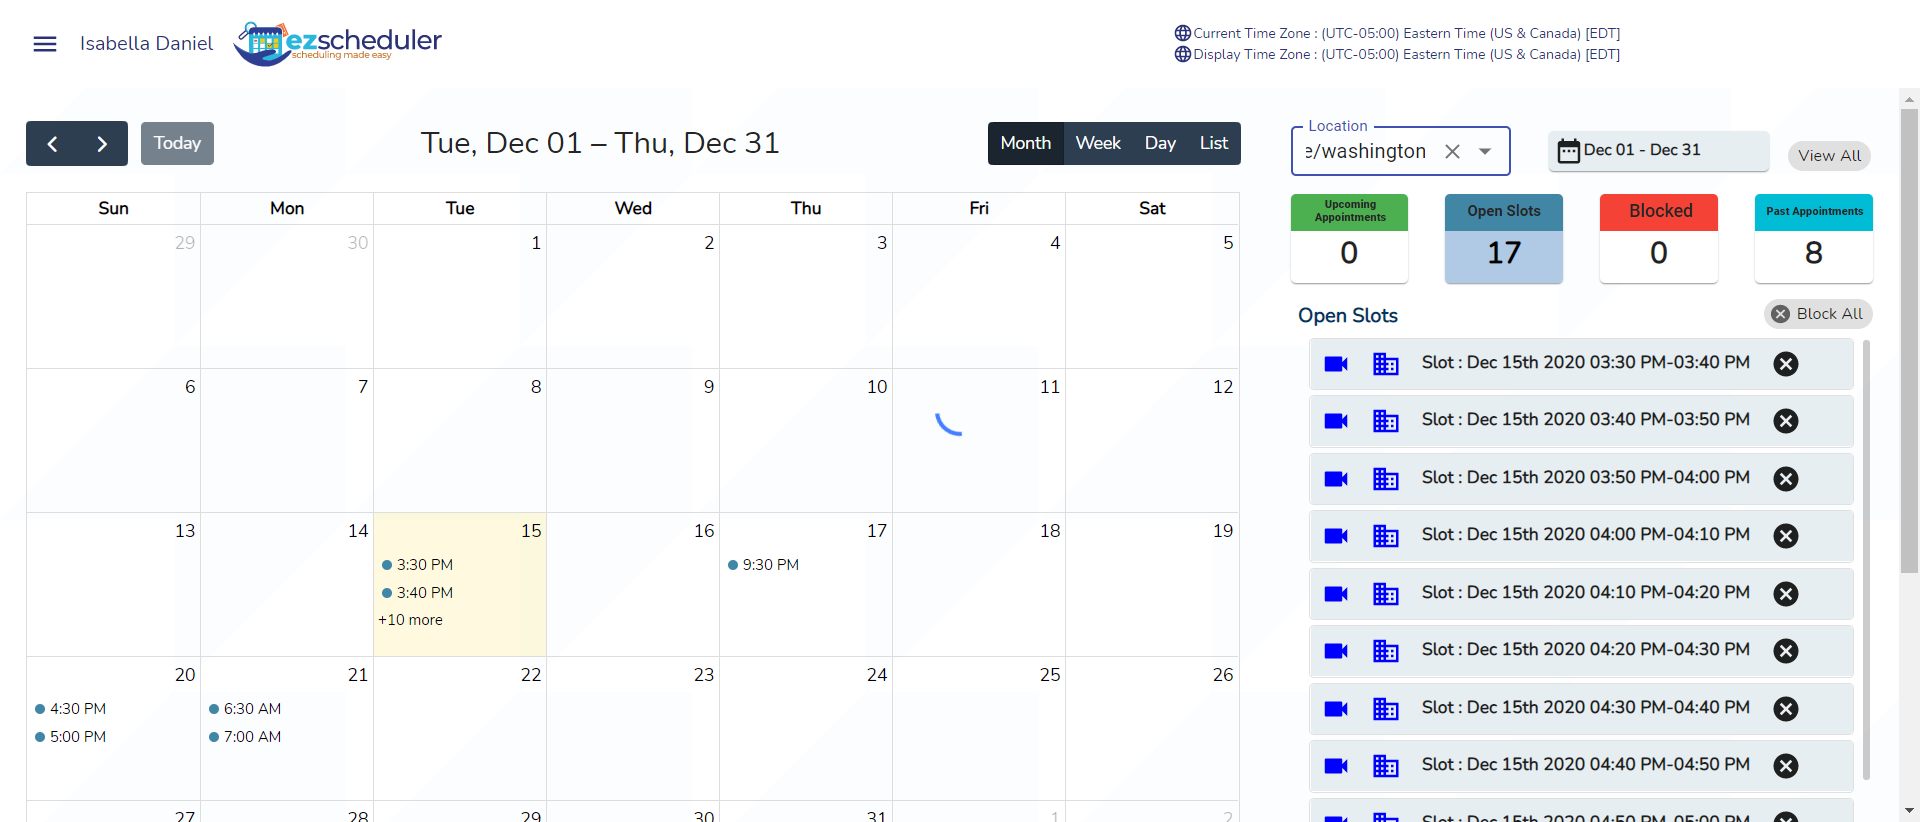 Isabella Daniel
ezscheduler
scheduling made easy
Current Time Zone : (UTC-05:00) Eastern Time (US & Canada) [EDT]
Display Time Zone : (UTC-05:00) Eastern Time (US & Canada) [EDT]
Today
Tue, Dec 01 – Thu, Dec 31
Month Week Day List
Location
e/washington
Dec 01 - Dec 31
View All
Sun Mon Tue Wed Thu Fri Sat
29 30 1 2 3 4 5
6 7 8 9 10 11 12
13 14 15 16 17 18 19
3:30 PM 9:30 PM
3:40 PM
+10 more
20 21 22 23 24 25 26
4:30 PM 6:30 AM
5:00 PM 7:00 AM
27 28 29 30 31 1 2
Upcoming
Appointments
0
Open Slots
17
Blocked
0
Past Appointments
8
Open Slots
Block All
Slot : Dec 15th 2020 03:30 PM-03:40 PM
Slot : Dec 15th 2020 03:40 PM-03:50 PM
Slot : Dec 15th 2020 03:50 PM-04:00 PM
Slot : Dec 15th 2020 04:00 PM-04:10 PM
Slot : Dec 15th 2020 04:10 PM-04:20 PM
Slot : Dec 15th 2020 04:20 PM-04:30 PM
Slot : Dec 15th 2020 04:30 PM-04:40 PM
Slot : Dec 15th 2020 04:40 PM-04:50 PM
Slot : Dec 15th 2020 04:50 PM-05:00 PM